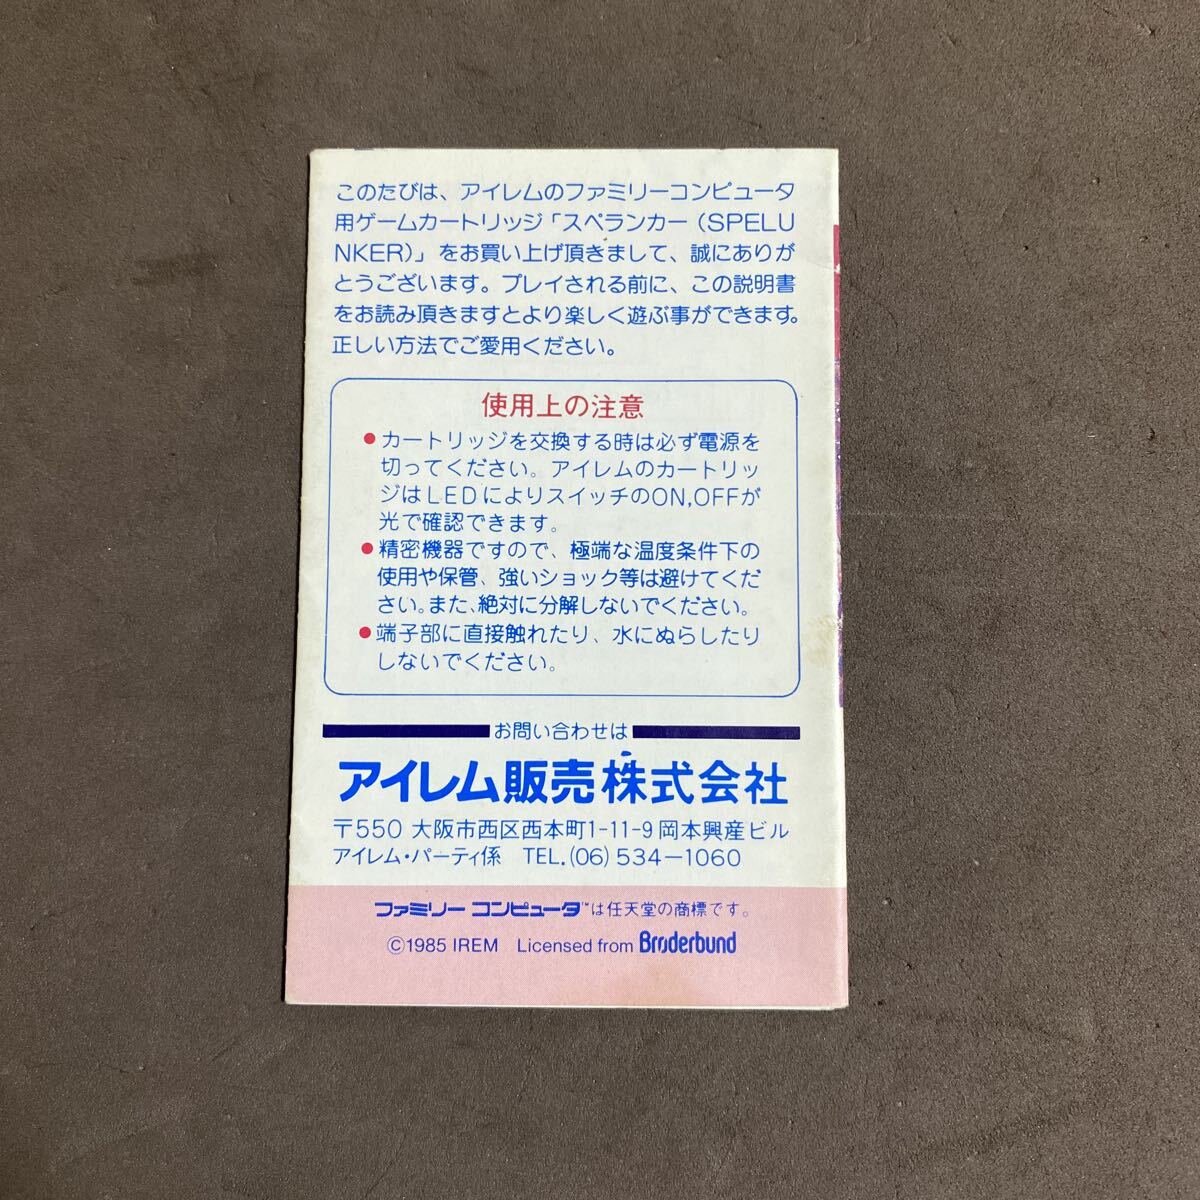 このたびは、アイレムのファミリーコンピュータ
用ゲームカートリッジ「スペランカー（SPELU
NKER）」をお買い上げ頂きまして、誠にありが
とうございます。プレイされる前に、この説明書
をお読み頂きますとより楽しく遊ぶ事ができます。
正しい方法でご愛用ください。
使用上の注意
●カートリッジを交換する時は必ず電源を
切ってください。アイレムのカートリッ
ジはLEDによりスイッチのON,OFFが
光で確認できます。
●精密機器ですので、極端な温度条件下の
使用や保管、強いショック等は避けてくだ
さい。また、絶対に分解しないでください。
●端子部に直接触れたり、水にぬらしたり
しないでください。
お問い合わせは
アイレム販売株式会社
〒550 大阪市西区西本町1-11-9岡本興産ビル
アイレム・パーティ係 TEL.(06)534-1060
ファミリー コンピュータ™は任天堂の商標です。
©1985 IREM Licensed from Brøderbund